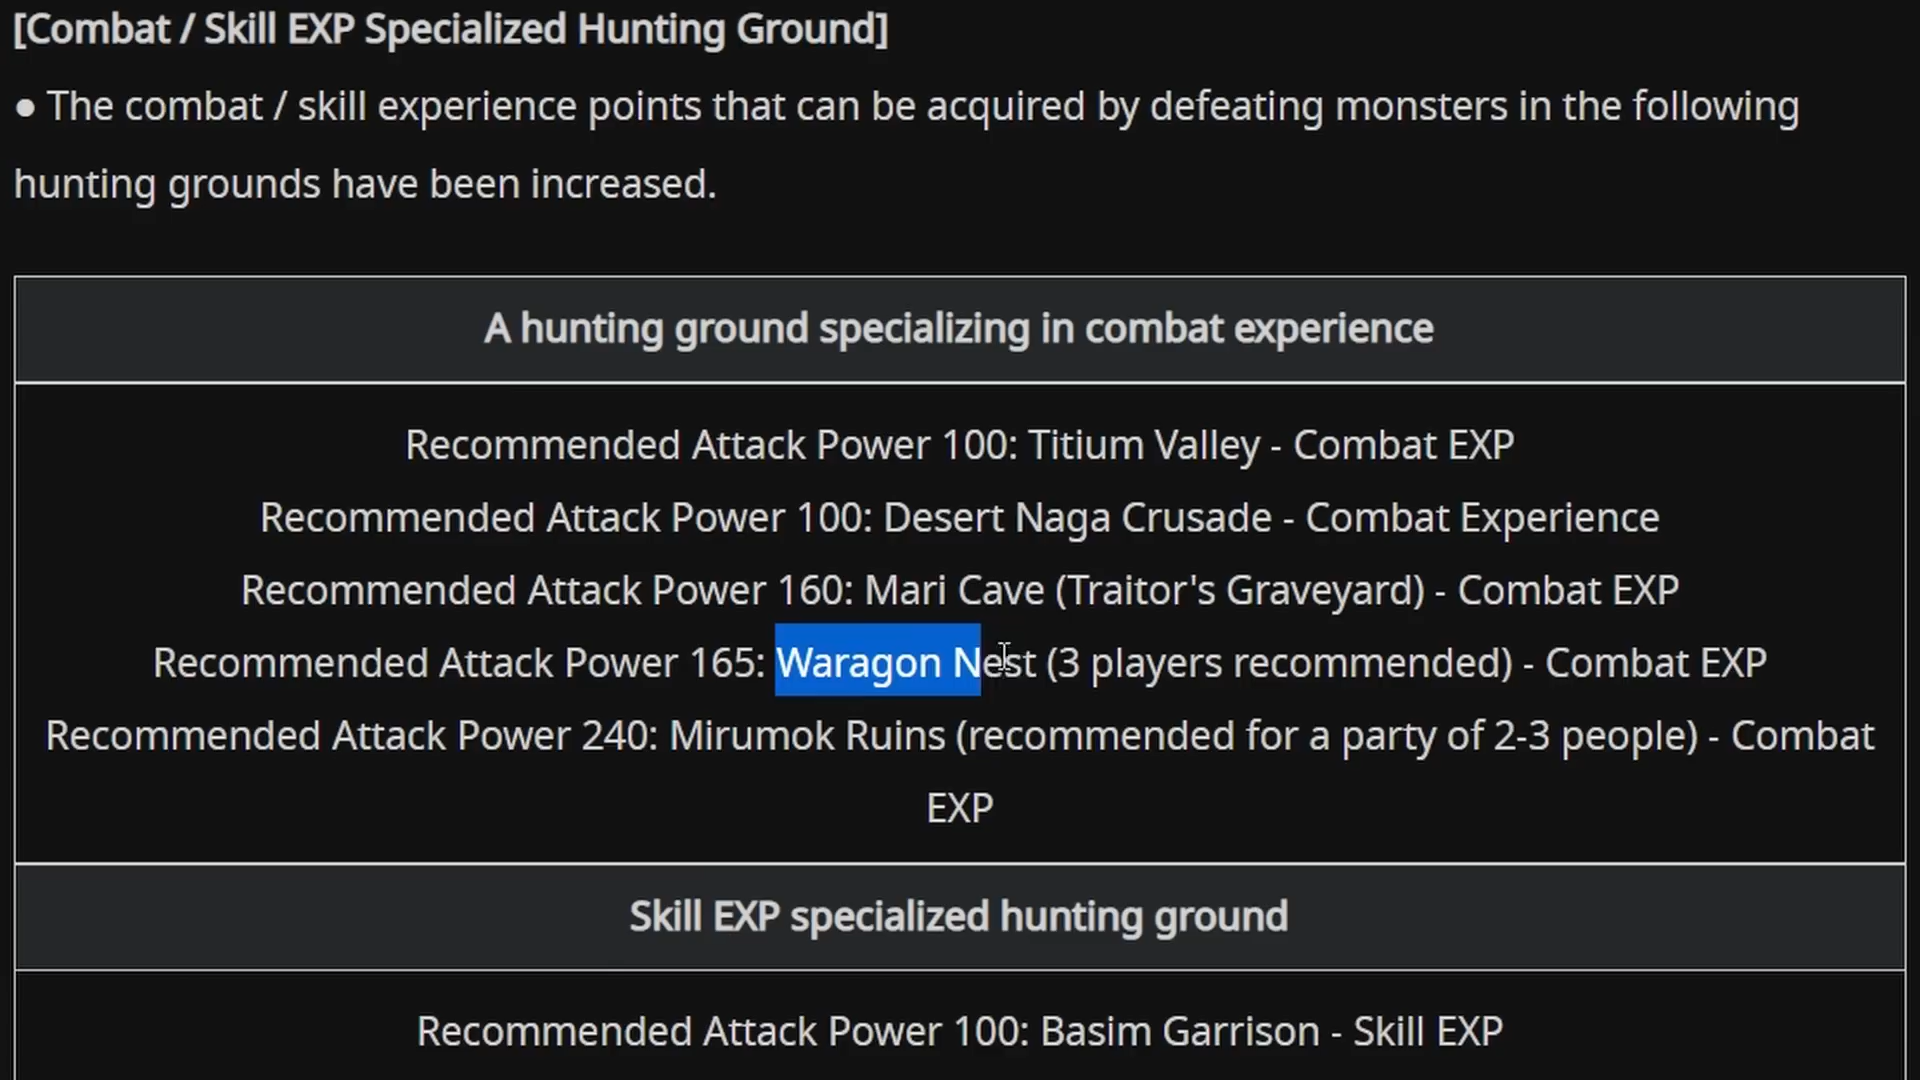 [Combat / Skill EXP Specialized Hunting Ground]
● The combat / skill experience points that can be acquired by defeating monsters in the following
hunting grounds have been increased.
A hunting ground specializing in combat experience
Recommended Attack Power 100: Titium Valley - Combat EXP
Recommended Attack Power 100: Desert Naga Crusade - Combat Experience
Recommended Attack Power 160: Mari Cave (Traitor's Graveyard) - Combat EXP
Recommended Attack Power 165: Waragon Nest (3 players recommended) - Combat EXP
Recommended Attack Power 240: Mirumok Ruins (recommended for a party of 2-3 people) - Combat
EXP
Skill EXP specialized hunting ground
Recommended Attack Power 100: Basim Garrison - Skill EXP